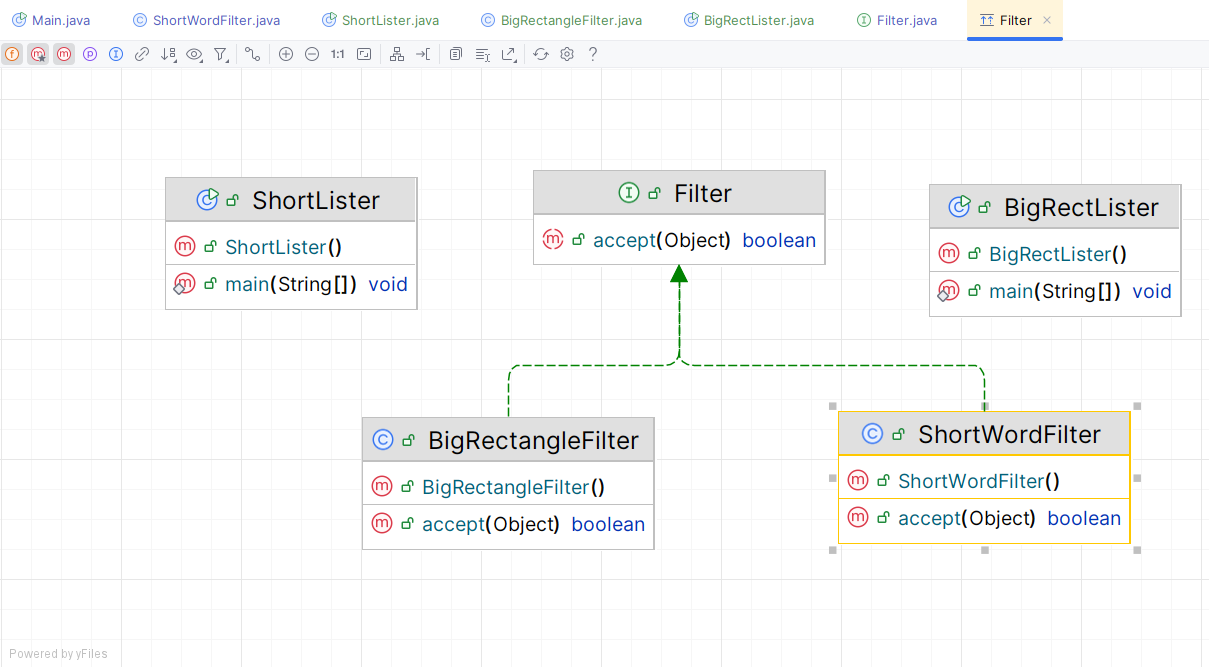 Main.java ShortWordFilter.java ShortLister.java BigRectangleFilter.java BigRectLister.java Filter.java Filter
1:1 ?
ShortLister
ShortLister()
main(String[]) void
Filter
accept(Object) boolean
BigRectLister
BigRectLister()
main(String[]) void
BigRectangleFilter
BigRectangleFilter()
accept(Object) boolean
ShortWordFilter
ShortWordFilter()
accept(Object) boolean
Powered by yFiles